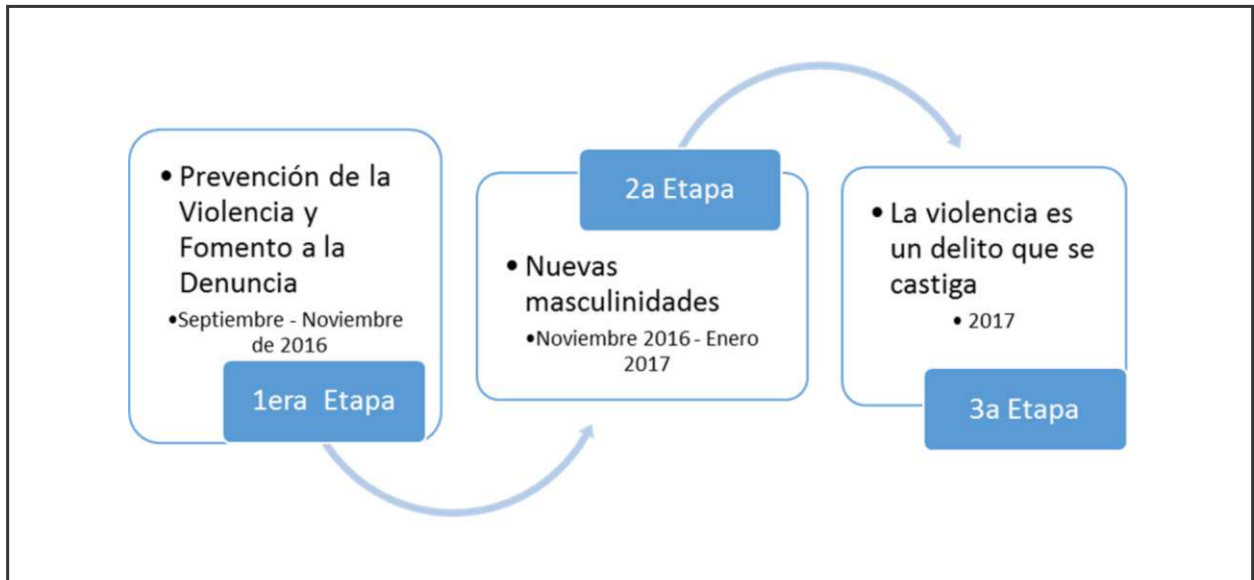 • Prevención de la
Violencia y
Fomento a la
Denuncia
•Septiembre - Noviembre
de 2016
1era Etapa
2a Etapa
• Nuevas
masculinidades
•Noviembre 2016 - Enero
2017
• La violencia es
un delito que se
castiga
• 2017
3a Etapa